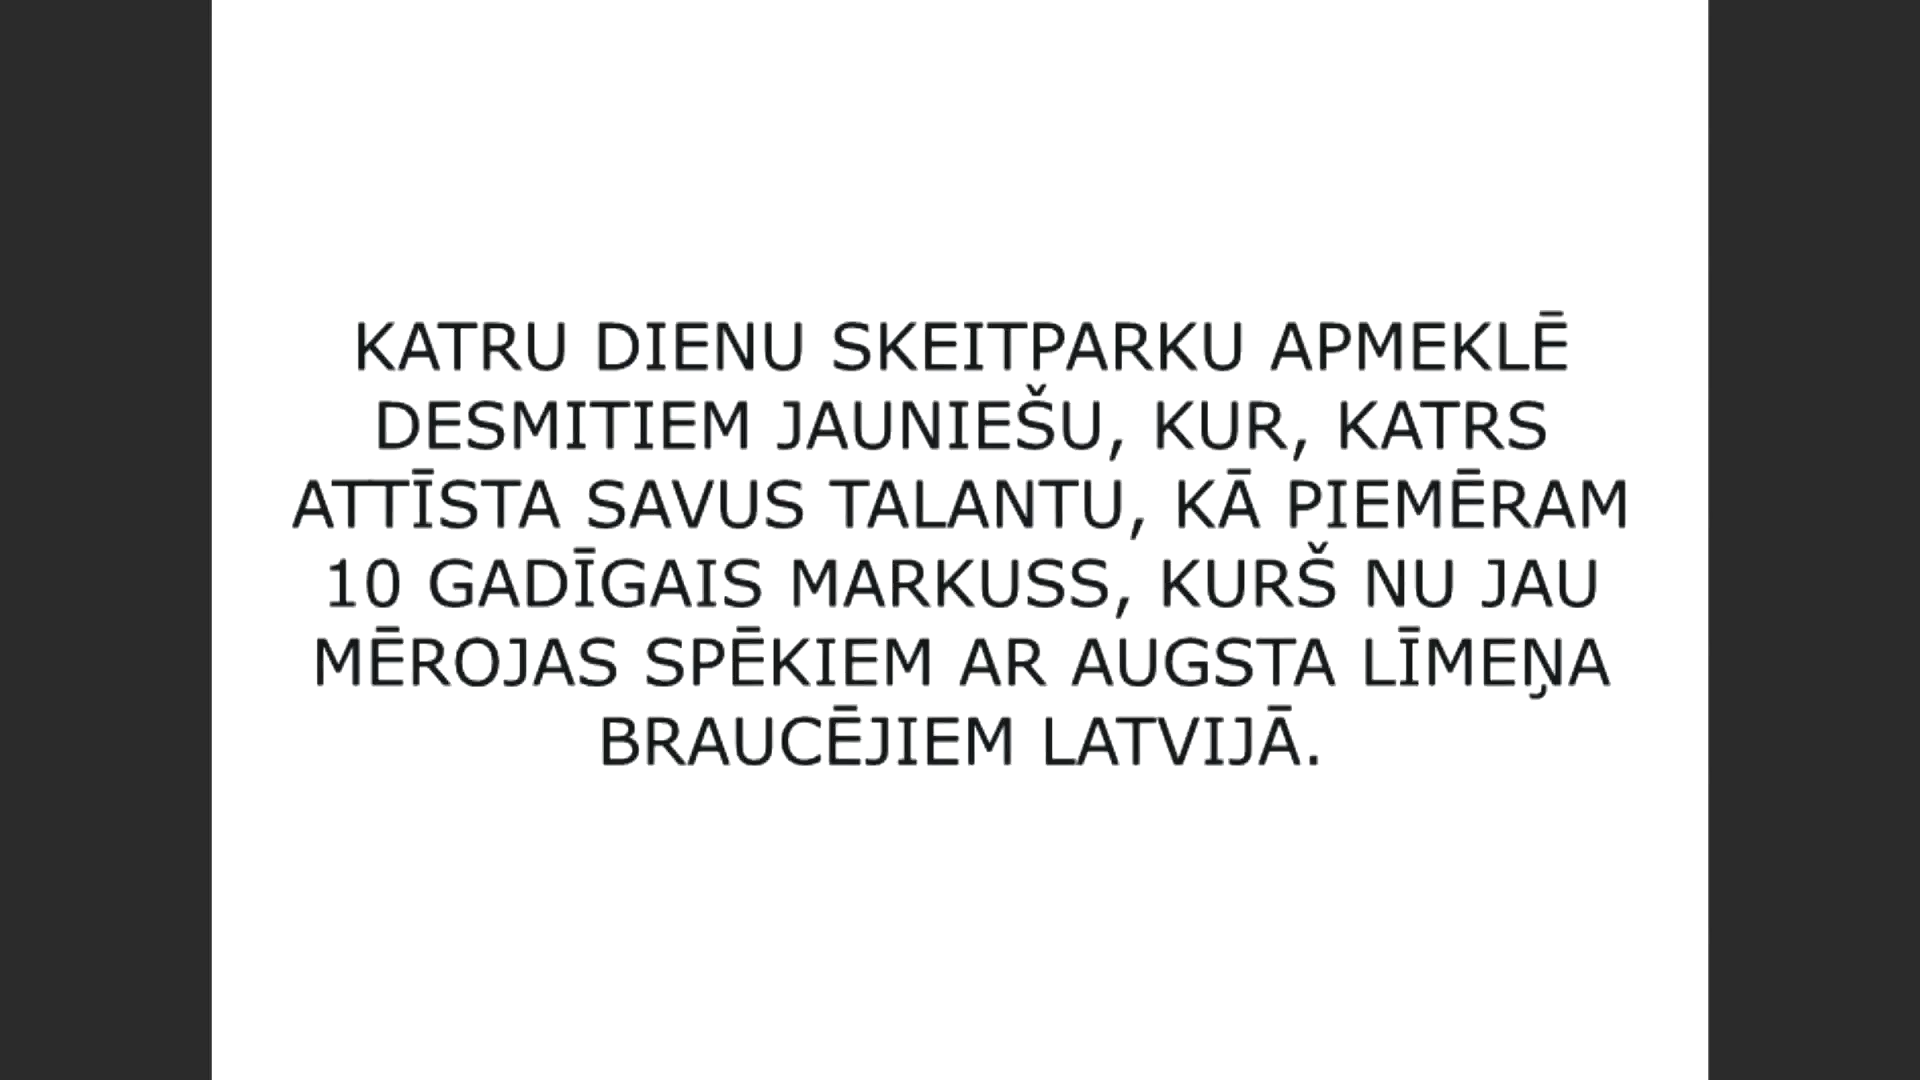 KATRU DIENU SKEITPARKU APMEKLĒ
DESMITIEM JAUNIEŠU, KUR, KATRS
ATTĪSTA SAVUS TALANTU, KĀ PIEMĒRAM
10 GADĪGAIS MARKUSS, KURŠ NU JAU
MĒROJAS SPĒKIEM AR AUGSTA LĪMEŅA
BRAUCĒJIEM LATVIJĀ.